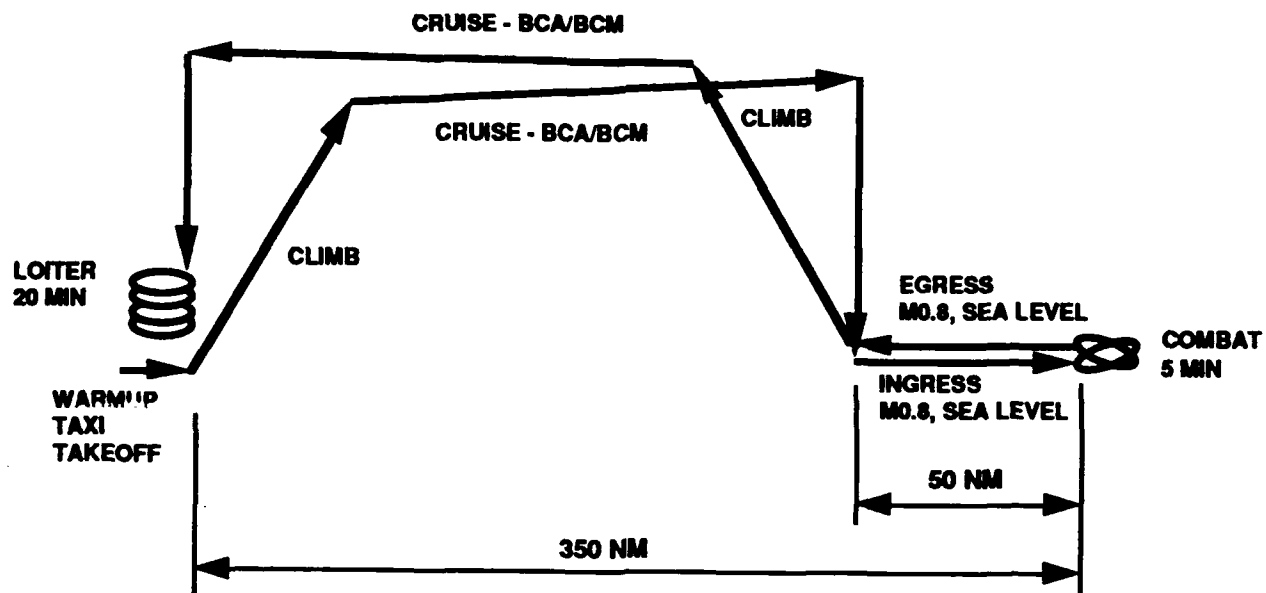 CRUISE - BCA/BCM
CLIMB
CRUISE - BCA/BCM
CLIMB
LOITER
20 MIN
EGRESS
M0.8, SEA LEVEL
COMBAT
5 MIN
INGRESS
M0.8, SEA LEVEL
WARMUP
TAXI
TAKEOFF
50 NM
350 NM